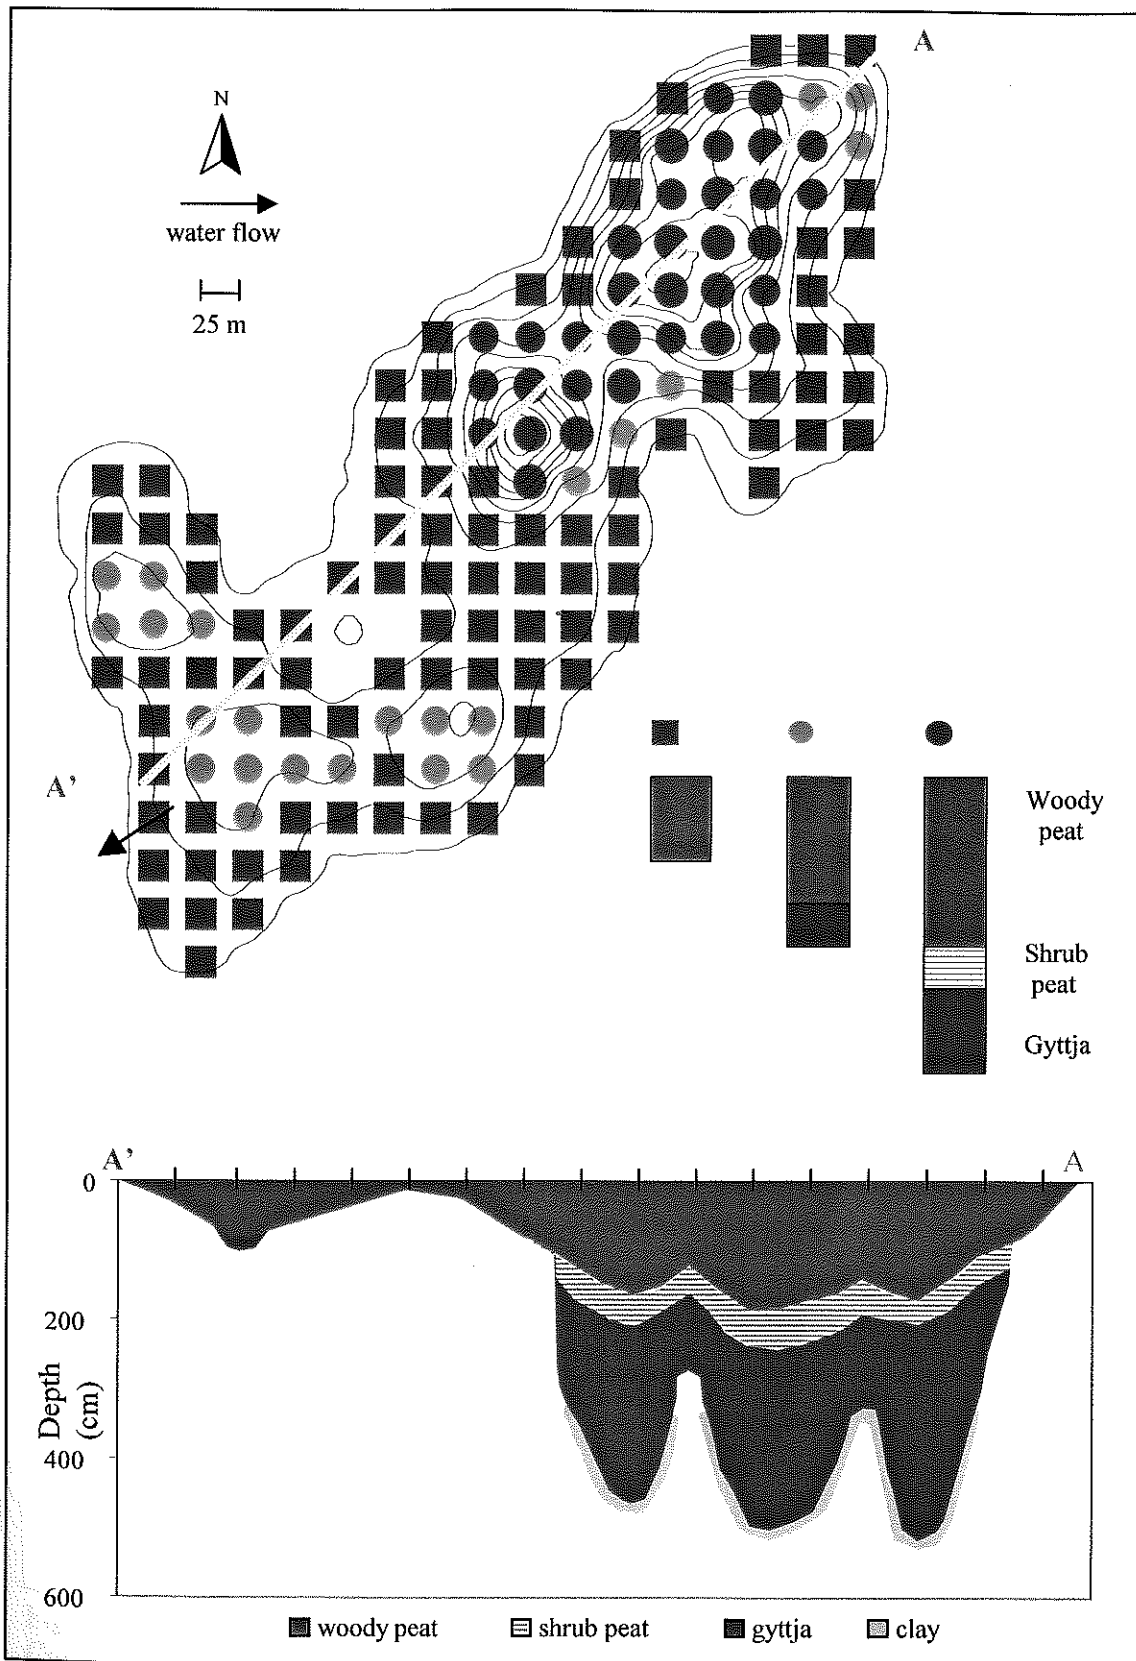 A
N
water flow
25 m
A'
Woody
peat
Shrub
peat
Gyttja
A'
A
0
200
400
600
Depth
(cm)
woody peat
shrub peat
gyttja
clay